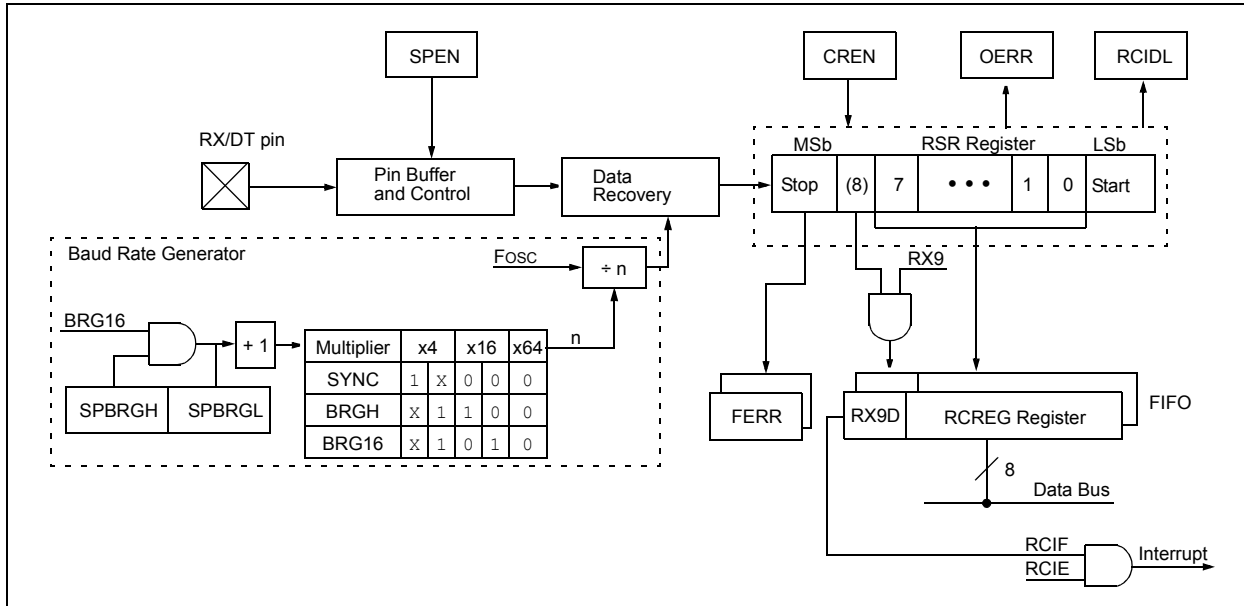 SPEN
CREN
OERR
RCIDL
RX/DT pin
Pin Buffer
and Control
Data
Recovery
MSb
RSR Register
LSb
Stop
(8)
7
• • •
1
0
Start
Baud Rate Generator
FOSC
÷ n
RX9
BRG16
+ 1
n
Multiplier x4 x16 x64
SYNC 1 X 0 0 0
BRGH X 1 1 0 0
BRG16 X 1 0 1 0
SPBRGH
SPBRGL
FERR
RX9D
RCREG Register
FIFO
8
Data Bus
RCIF
RCIE
Interrupt